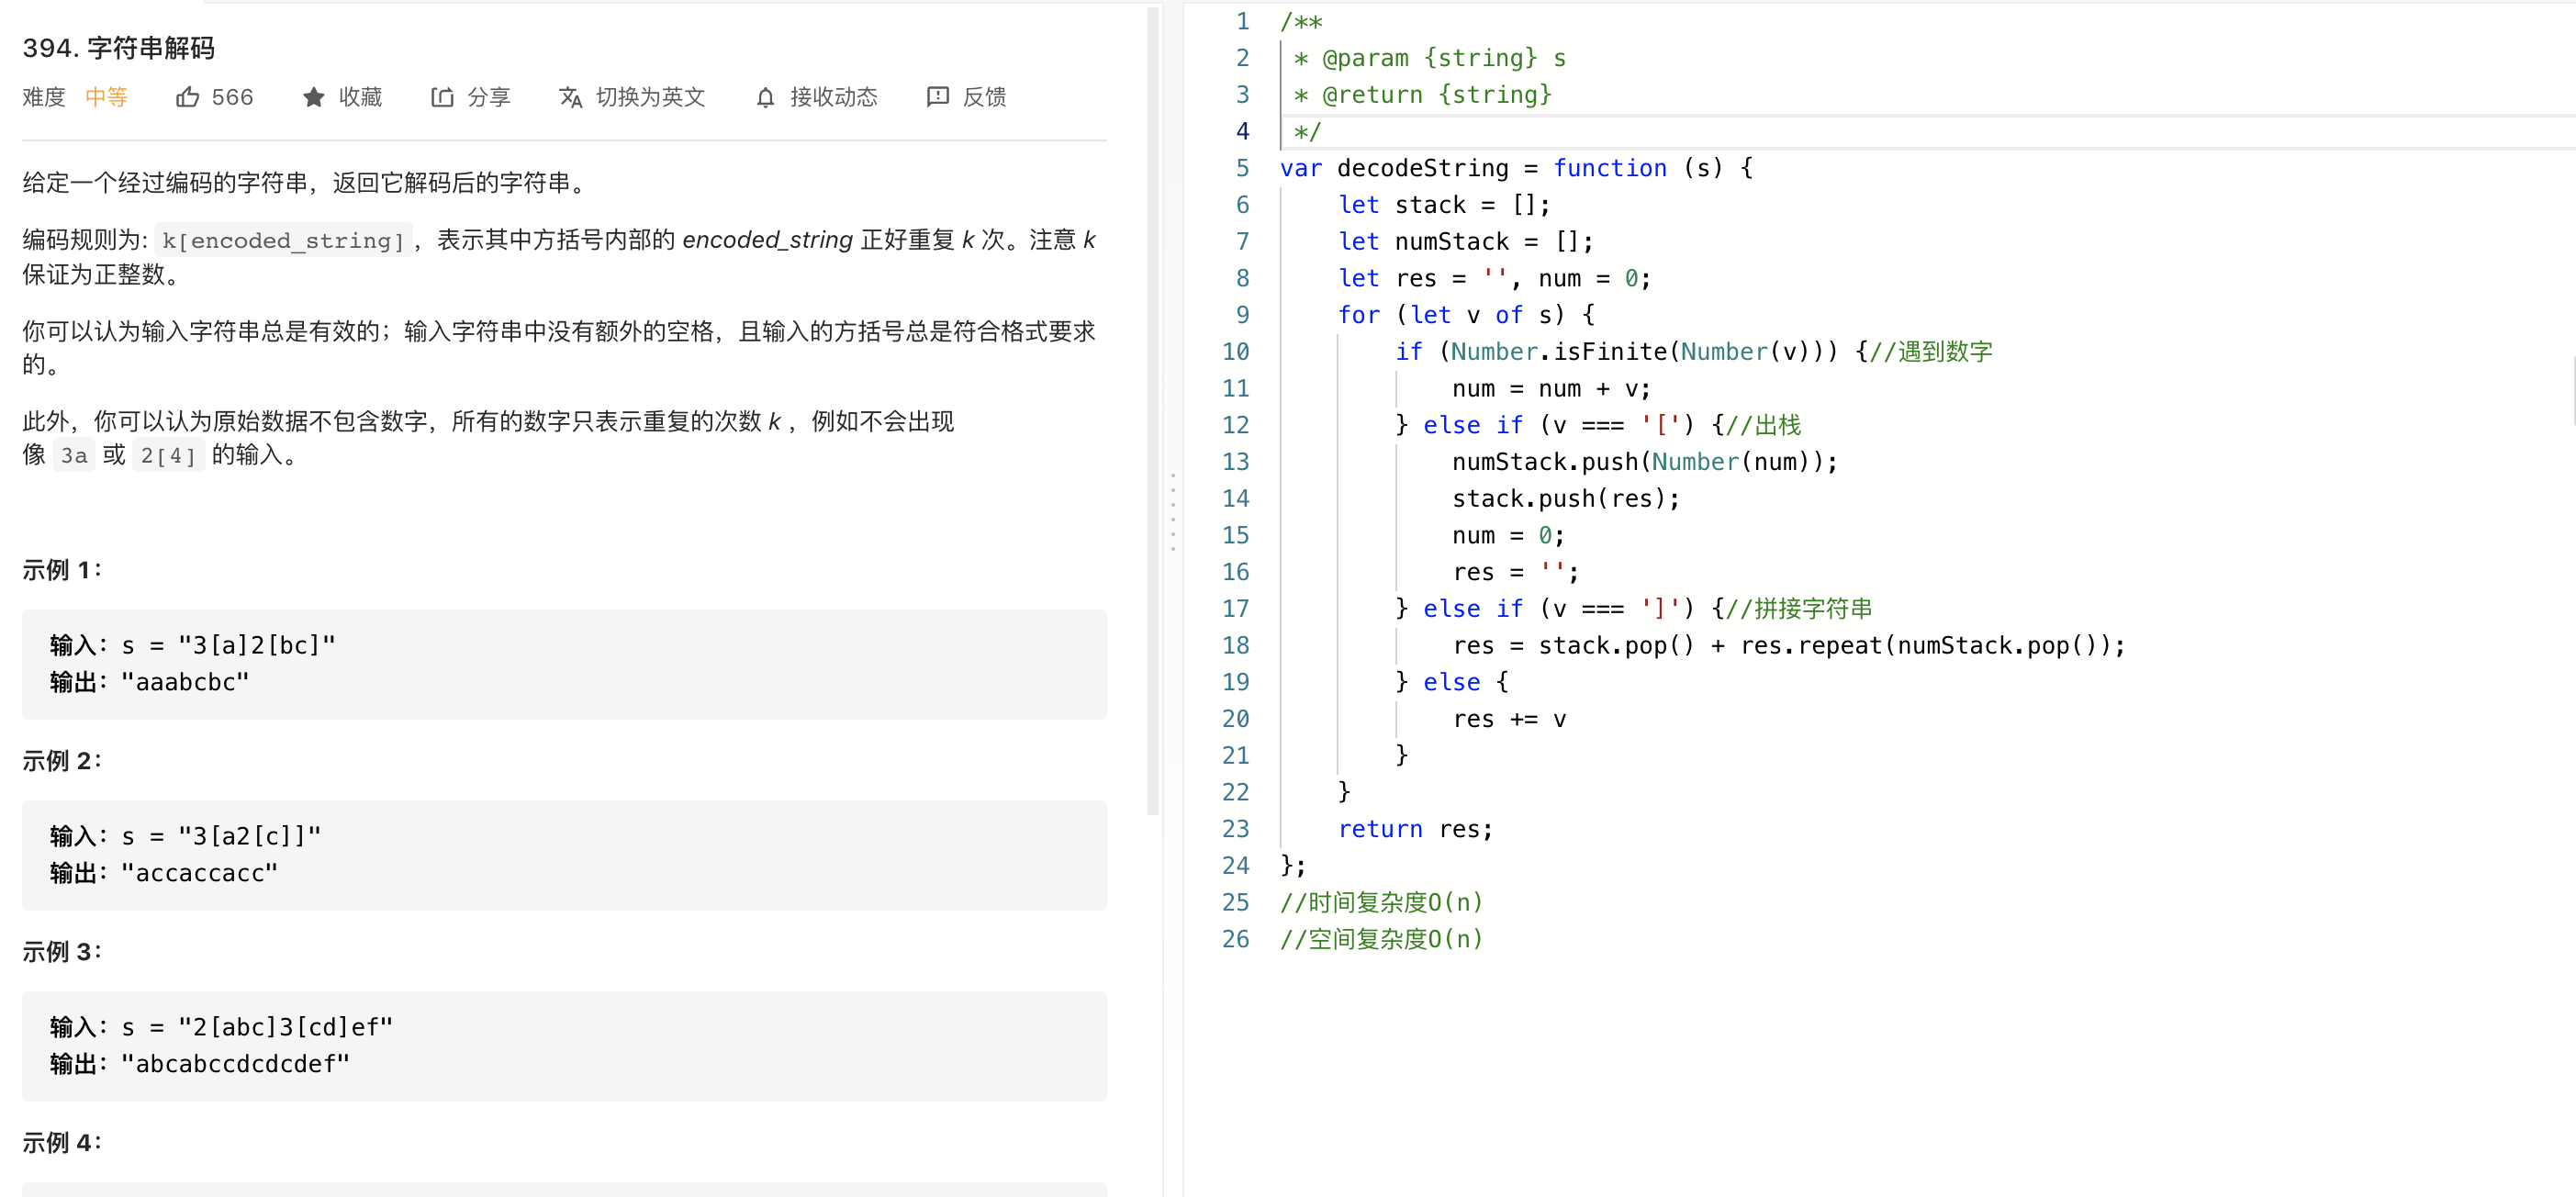 394. 字符串解码
难度 中等 566 收藏 分享 切换为英文 接收动态 反馈
给定一个经过编码的字符串，返回它解码后的字符串。
编码规则为: k[encoded_string]，表示其中方括号内部的 encoded_string 正好重复 k 次。注意 k
保证为正整数。
你可以认为输入字符串总是有效的；输入字符串中没有额外的空格，且输入的方括号总是符合格式要求
的。
此外，你可以认为原始数据不包含数字，所有的数字只表示重复的次数 k ，例如不会出现
像 3a 或 2[4] 的输入。
示例 1：
输入：s = "3[a]2[bc]"
输出："aaabcbc"
示例 2：
输入：s = "3[a2[c]]"
输出："accaccacc"
示例 3：
输入：s = "2[abc]3[cd]ef"
输出："abcabccdcdcdef"
示例 4：
1 /**
2  * @param {string} s
3  * @return {string}
4  */
5 var decodeString = function (s) {
6     let stack = [];
7     let numStack = [];
8     let res = '', num = 0;
9     for (let v of s) {
10         if (Number.isFinite(Number(v))) {//遇到数字
11             num = num + v;
12         } else if (v === '[') {//出栈
13             numStack.push(Number(num));
14             stack.push(res);
15             num = 0;
16             res = '';
17         } else if (v === ']') {//拼接字符串
18             res = stack.pop() + res.repeat(numStack.pop());
19         } else {
20             res += v
21         }
22     }
23     return res;
24 };
25 //时间复杂度O(n)
26 //空间复杂度O(n)